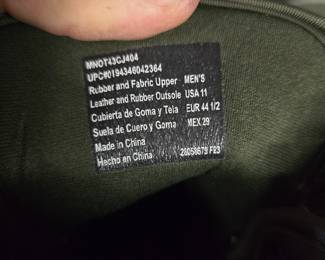 MNOT43CJ404
UPC#0194346042364
Rubber and Fabric Upper MEN'S
Leather and Rubber Outsole USA 11
Cubierta de Goma y Tela EUR 44 1/2
Suela de Cuero y Goma MEX 29
Made in China
Hecho en China 28058679 F23